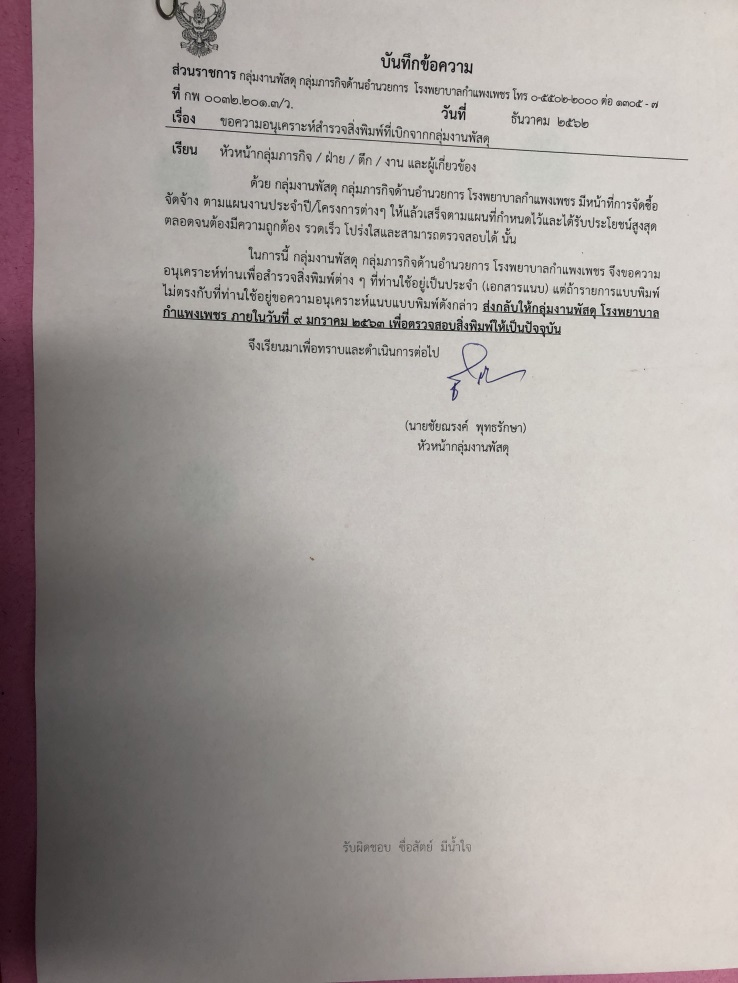 บันทึกข้อความ
ส่วนราชการ กลุ่มงานพัสดุ กลุ่มภารกิจด้านอำนวยการ โรงพยาบาลกำแพงเพชร โทร ๐-๕๕๐๒-๒๐๐๐ ต่อ ๑๓๐๕ - ๗
ที่ กพ ๐๐๓๒.๒๐๑.๓/ว. วันที่ ธันวาคม ๒๕๖๒
เรื่อง ขอความอนุเคราะห์สำรวจสิ่งพิมพ์ที่เบิกจากกลุ่มงานพัสดุ
เรียน หัวหน้ากลุ่มภารกิจ / ฝ่าย / ตึก / งาน และผู้เกี่ยวข้อง
ด้วย กลุ่มงานพัสดุ กลุ่มภารกิจด้านอำนวยการ โรงพยาบาลกำแพงเพชร มีหน้าที่การจัดซื้อ
จัดจ้าง ตามแผนงานประจำปี/โครงการต่างๆ ให้แล้วเสร็จตามแผนที่กำหนดไว้และได้รับประโยชน์สูงสุด
ตลอดจนต้องมีความถูกต้อง รวดเร็ว โปร่งใสและสามารถตรวจสอบได้ นั้น
ในการนี้ กลุ่มงานพัสดุ กลุ่มภารกิจด้านอำนวยการ โรงพยาบาลกำแพงเพชร จึงขอความ
อนุเคราะห์ท่านเพื่อสำรวจสิ่งพิมพ์ต่าง ๆ ที่ท่านใช้อยู่เป็นประจำ (เอกสารแนบ) แต่ถ้ารายการแบบพิมพ์
ไม่ตรงกับที่ท่านใช้อยู่ขอความอนุเคราะห์แนบแบบพิมพ์ดังกล่าว ส่งกลับให้กลุ่มงานพัสดุ โรงพยาบาล
กำแพงเพชร ภายในวันที่ ๙ มกราคม ๒๕๖๓ เพื่อตรวจสอบสิ่งพิมพ์ให้เป็นปัจจุบัน
จึงเรียนมาเพื่อทราบและดำเนินการต่อไป
(นายชัยณรงค์ พุทธรักษา)
หัวหน้ากลุ่มงานพัสดุ
รับผิดชอบ ซื่อสัตย์ มีน้ำใจ